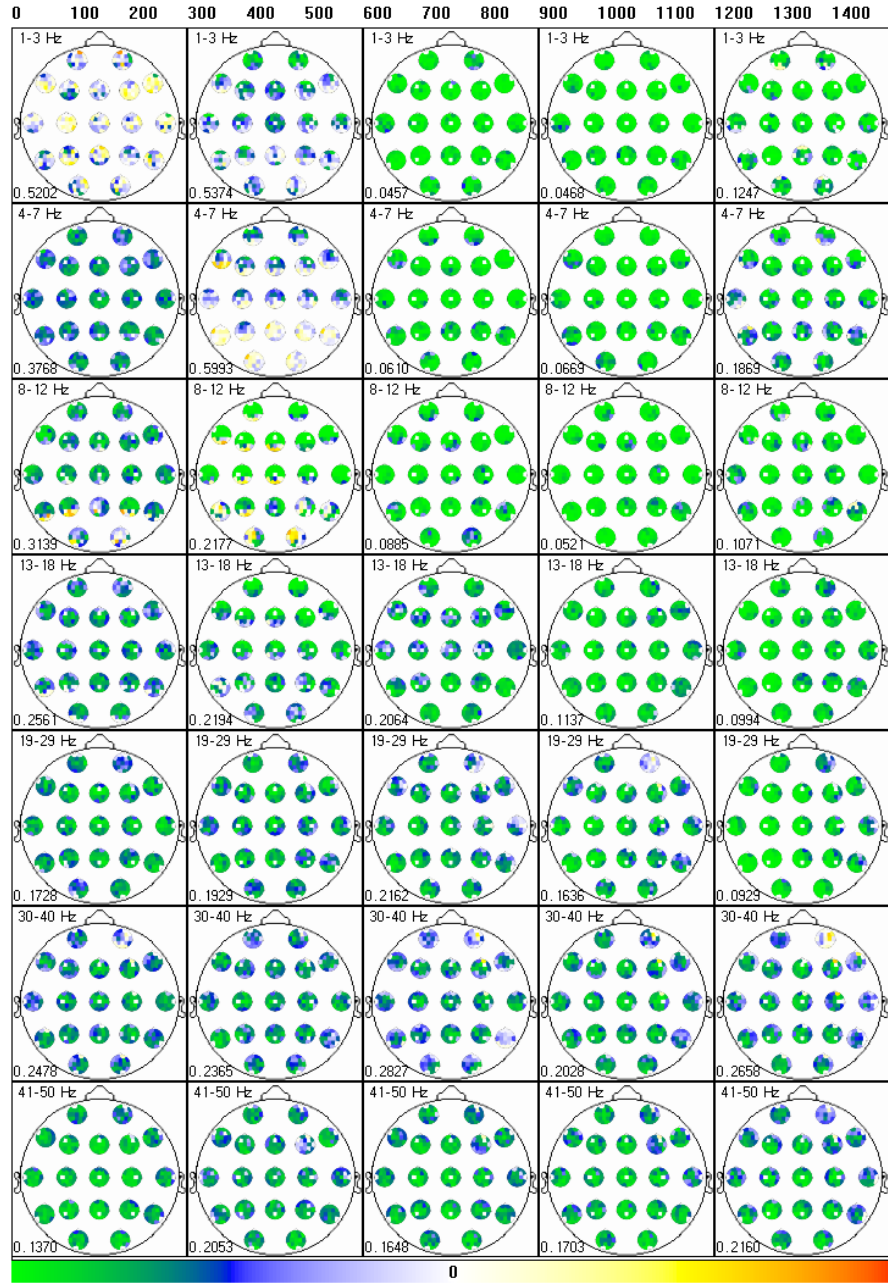 0 100 200 300 400 500 600 700 800 900 1000 1100 1200 1300 1400
1-3 Hz 1-3 Hz 1-3 Hz 1-3 Hz 1-3 Hz
0.5202 0.5374 0.0457 0.0468 0.1247
4-7 Hz 4-7 Hz 4-7 Hz 4-7 Hz 4-7 Hz
0.3768 0.5993 0.0610 0.0669 0.1869
8-12 Hz 8-12 Hz 8-12 Hz 8-12 Hz 8-12 Hz
0.3139 0.2177 0.0885 0.0521 0.1071
13-18 Hz 13-18 Hz 13-18 Hz 13-18 Hz 13-18 Hz
0.2561 0.2194 0.2064 0.1137 0.0994
19-29 Hz 19-29 Hz 19-29 Hz 19-29 Hz 19-29 Hz
0.1728 0.1929 0.2162 0.1636 0.0929
30-40 Hz 30-40 Hz 30-40 Hz 30-40 Hz 30-40 Hz
0.2478 0.2365 0.2827 0.2028 0.2658
41-50 Hz 41-50 Hz 41-50 Hz 41-50 Hz 41-50 Hz
0.1370 0.2053 0.1648 0.1703 0.2160
0